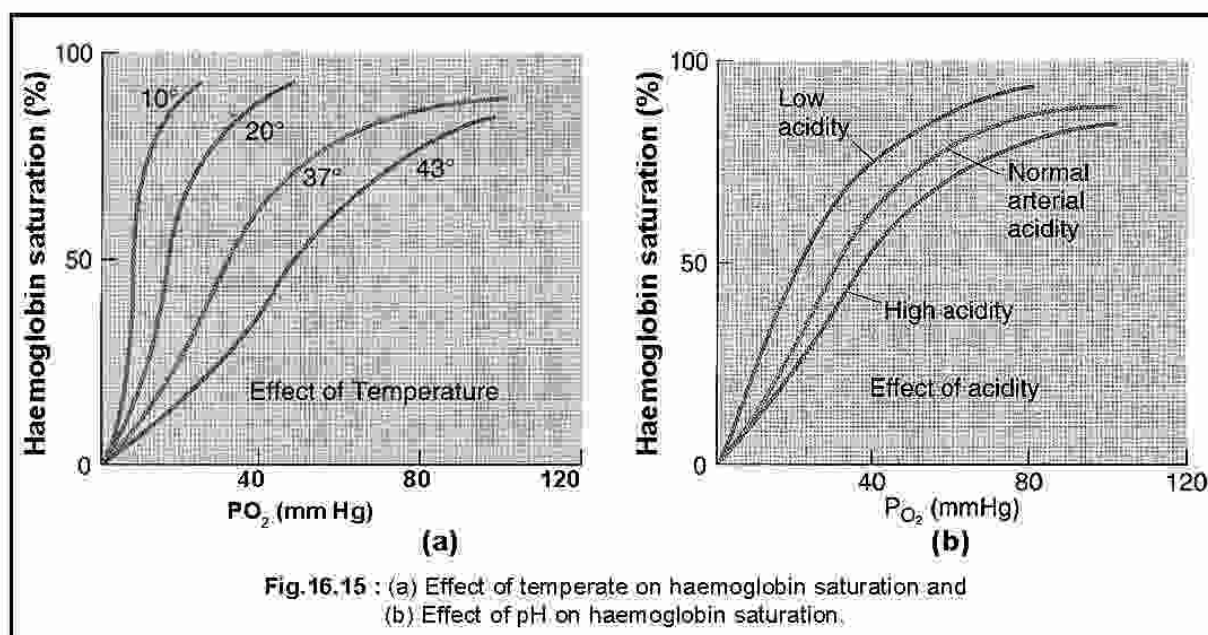 Haemoglobin saturation (%)
100
50
0
10°
20°
37°
43°
Effect of Temperature
40
80
120
PO2 (mm Hg)
(a)
Haemoglobin saturation (%)
100
50
0
Low
acidity
Normal
arterial
acidity
High acidity
Effect of acidity
40
80
120
PO2 (mmHg)
(b)
Fig.16.15 : (a) Effect of temperate on haemoglobin saturation and
(b) Effect of pH on haemoglobin saturation.